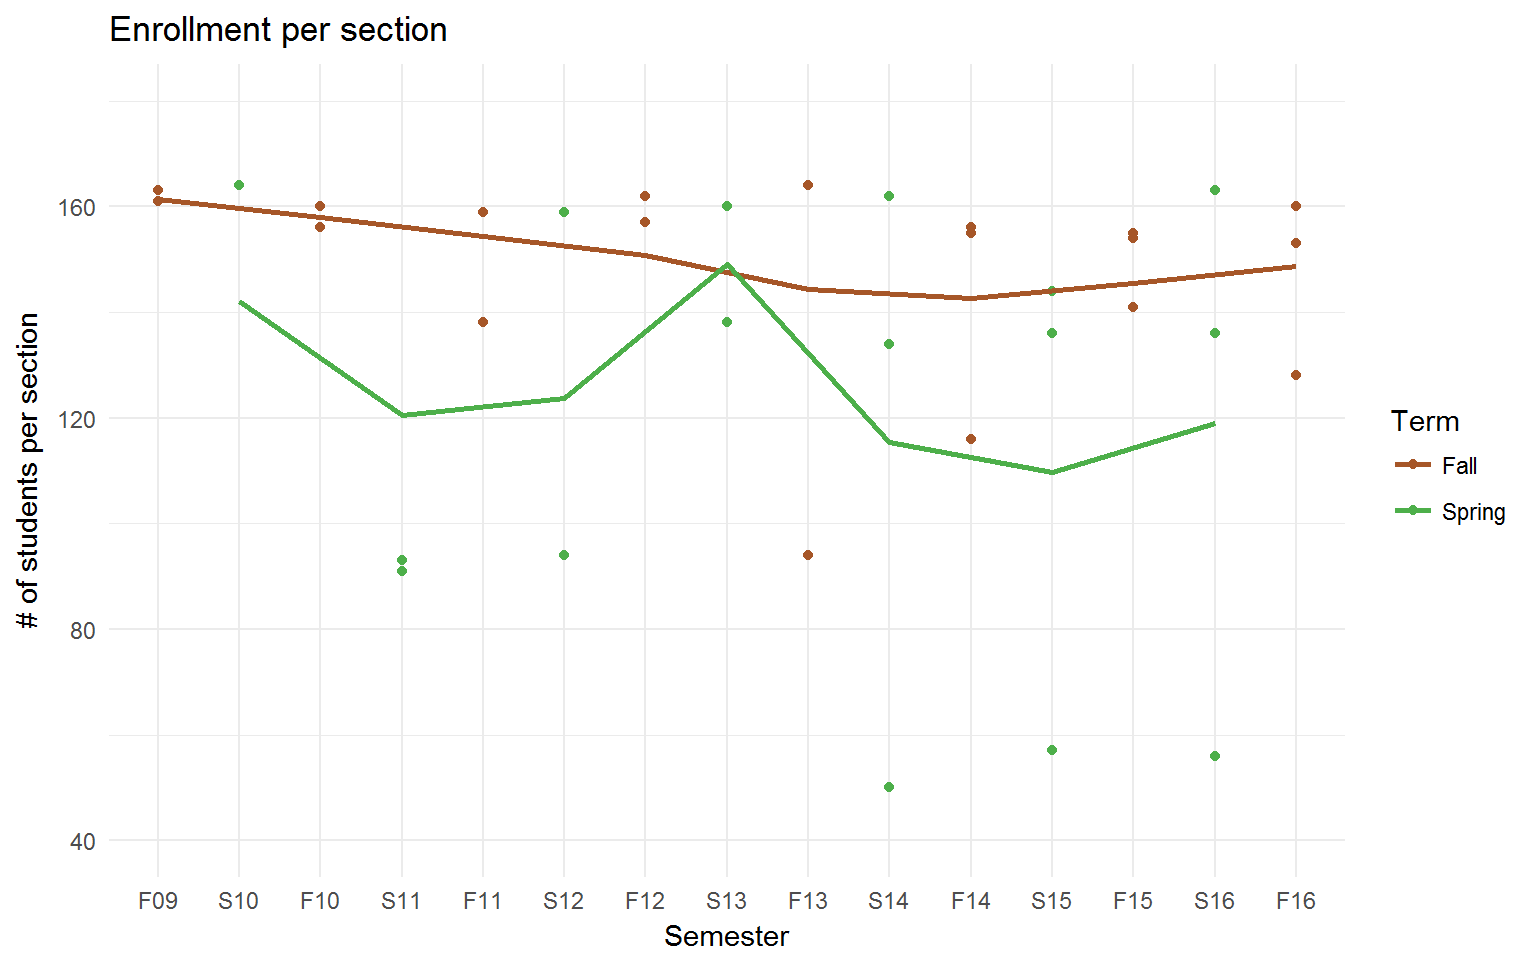 Enrollment per section
# of students per section
160
120
80
40
F09 S10 F10 S11 F11 S12 F12 S13 F13 S14 F14 S15 F15 S16 F16
Semester
Term
Fall
Spring